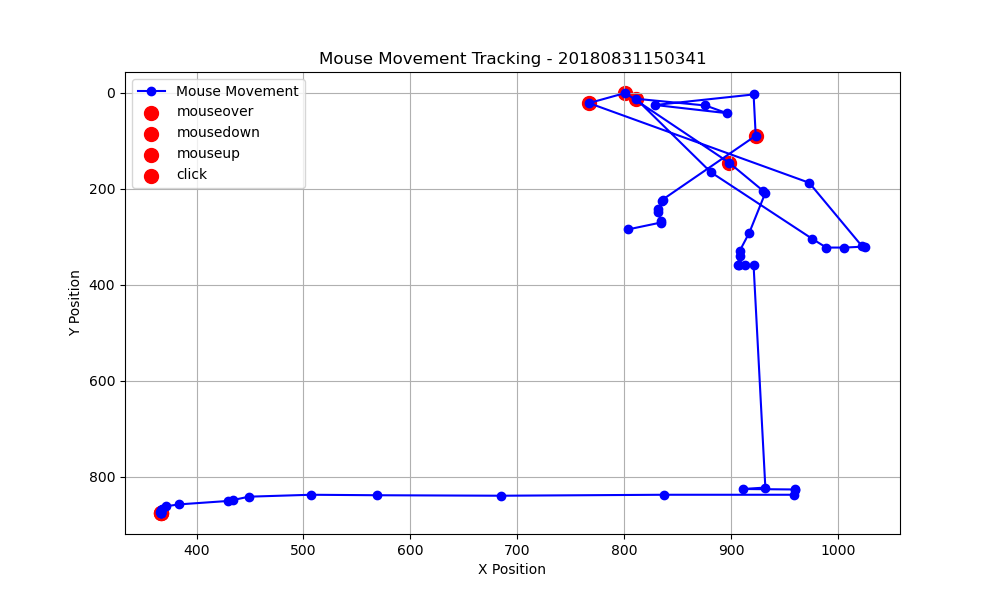 Mouse Movement Tracking - 20180831150341
Mouse Movement
mouseover
mousedown
mouseup
click
0
200
400
600
800
Y Position
400 500 600 700 800 900 1000
X Position